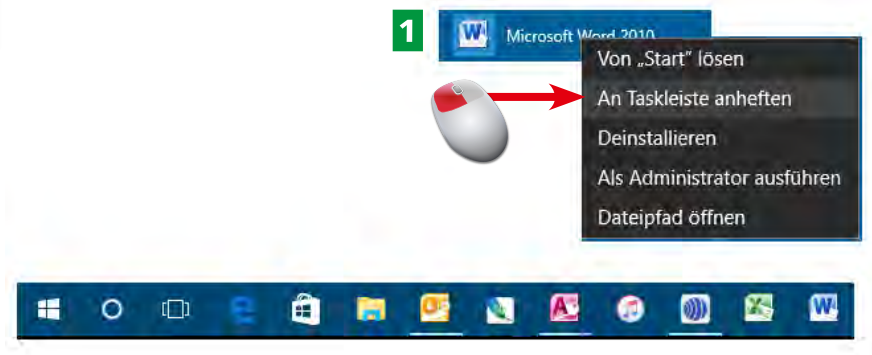 1
Microsoft Word 2010
Von „Start" lösen
An Taskleiste anheften
Deinstallieren
Als Administrator ausführen
Dateipfad öffnen